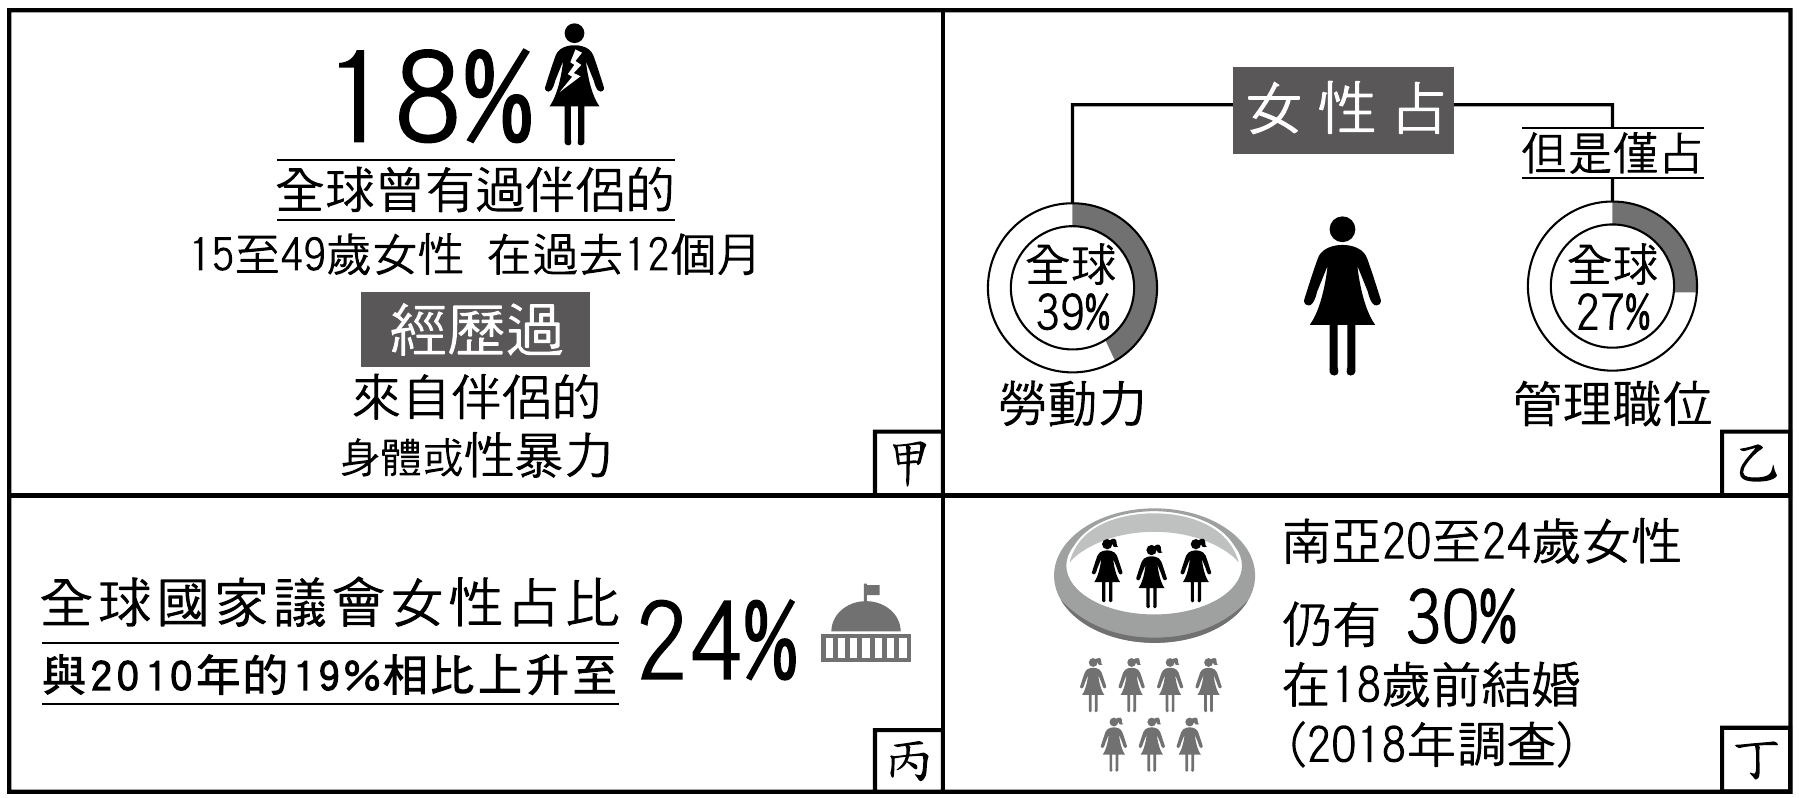 18%
全球曾有過伴侶的
15至49歲女性 在過去12個月
經歷過
來自伴侶的
身體或性暴力
甲
女性占
但是僅占
全球
39%
勞動力
全球
27%
管理職位
乙
全球國家議會女性占比
與2010年的19%相比上升至
24%
丙
南亞20至24歲女性
仍有 30%
在18歲前結婚
(2018年調查)
丁